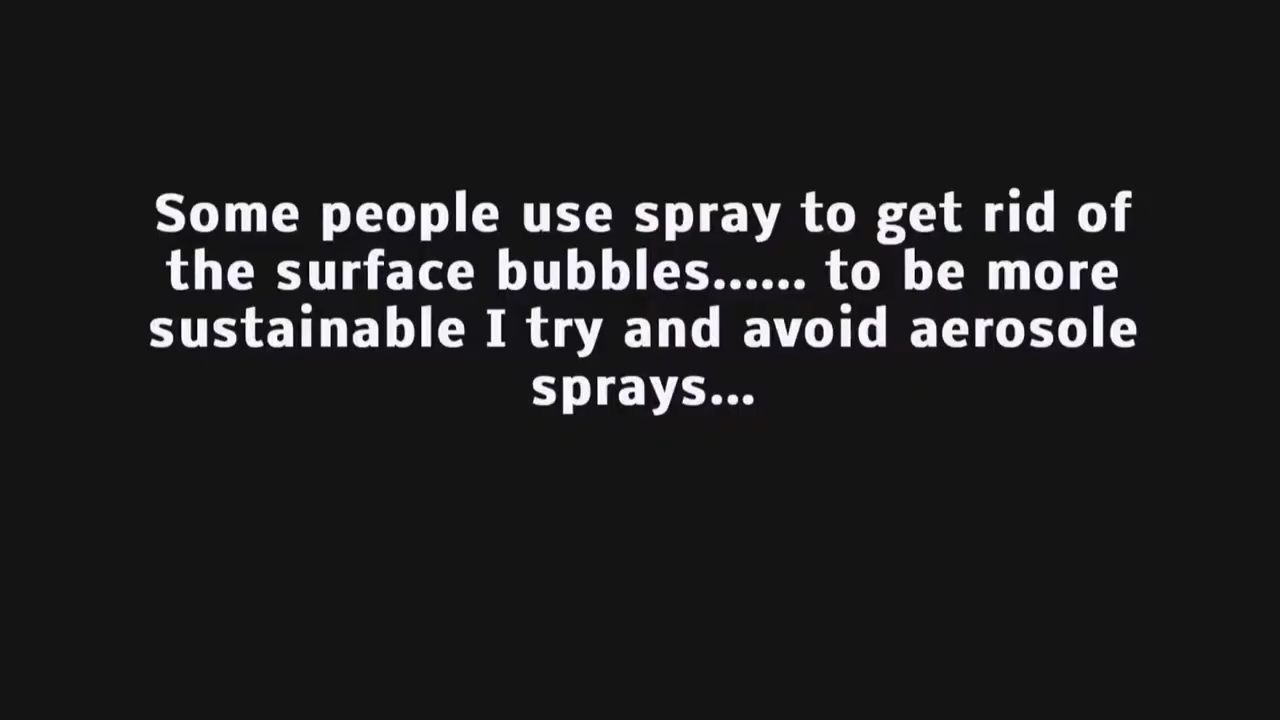 Some people use spray to get rid of
the surface bubbles...... to be more
sustainable I try and avoid aerosole
sprays...